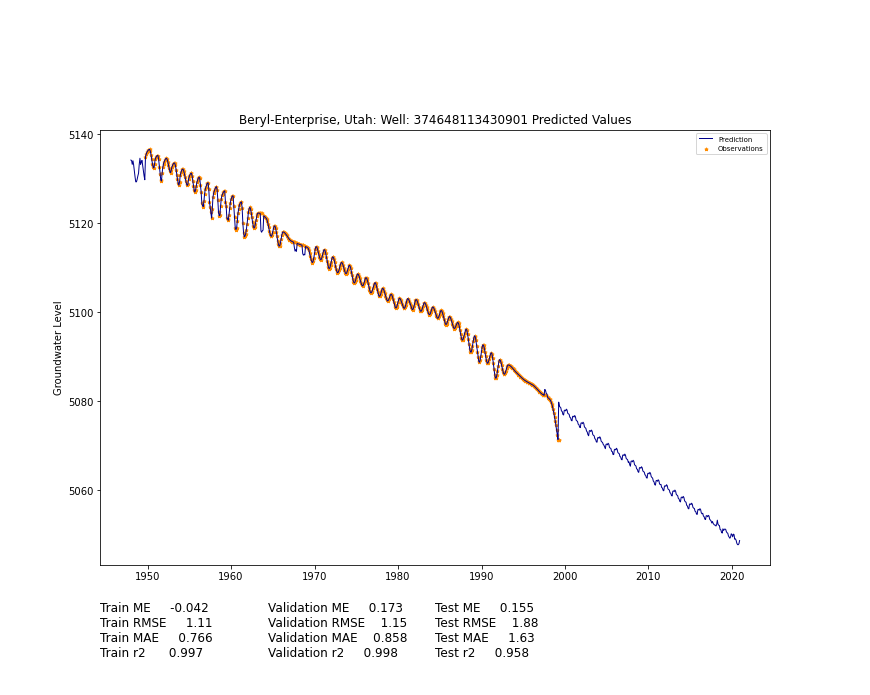 Beryl-Enterprise, Utah: Well: 374648113430901 Predicted Values
Prediction
Observations
5140
5120
5100
5080
5060
Groundwater Level
1950 1960 1970 1980 1990 2000 2010 2020
Train ME -0.042 Validation ME 0.173 Test ME 0.155
Train RMSE 1.11 Validation RMSE 1.15 Test RMSE 1.88
Train MAE 0.766 Validation MAE 0.858 Test MAE 1.63
Train r2 0.997 Validation r2 0.998 Test r2 0.958